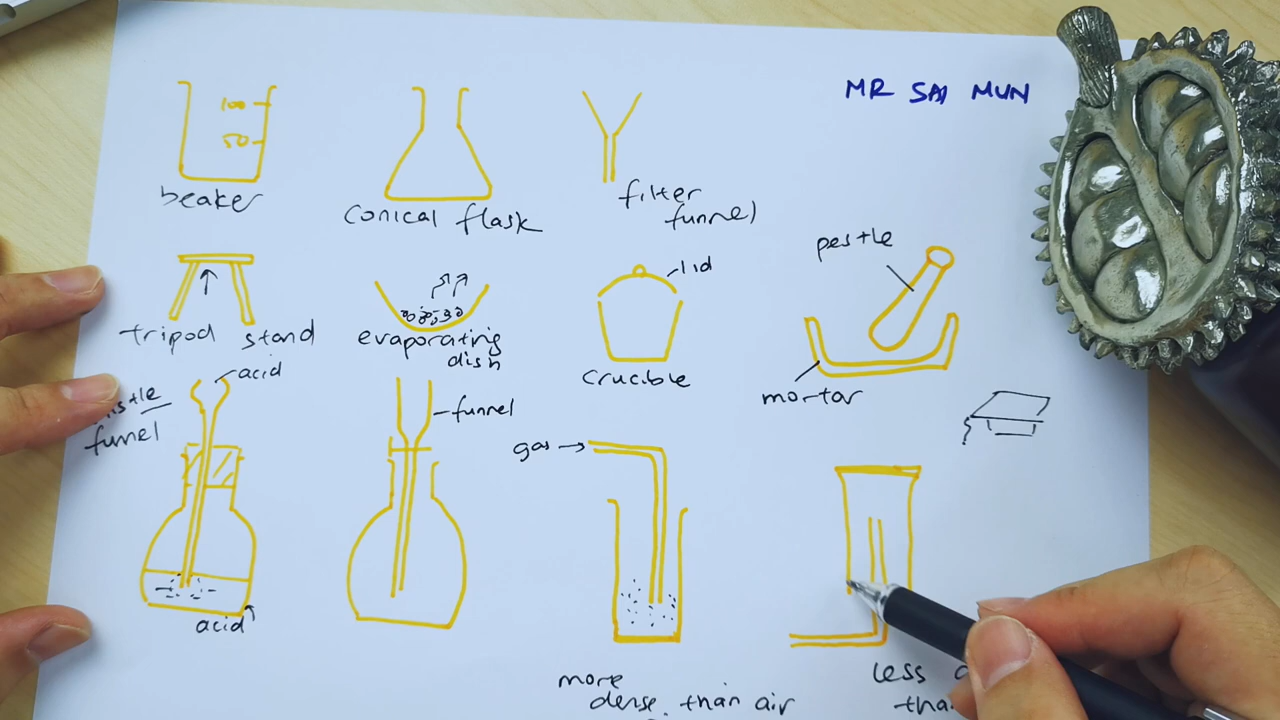 MR SAI MUN
100
50
beaker
conical flask
filter
funnel
tripod stand
evaporating
dish
lid
crucible
pestle
mortar
acid
funnel
acid
funnel
gas
more
dense than air
less